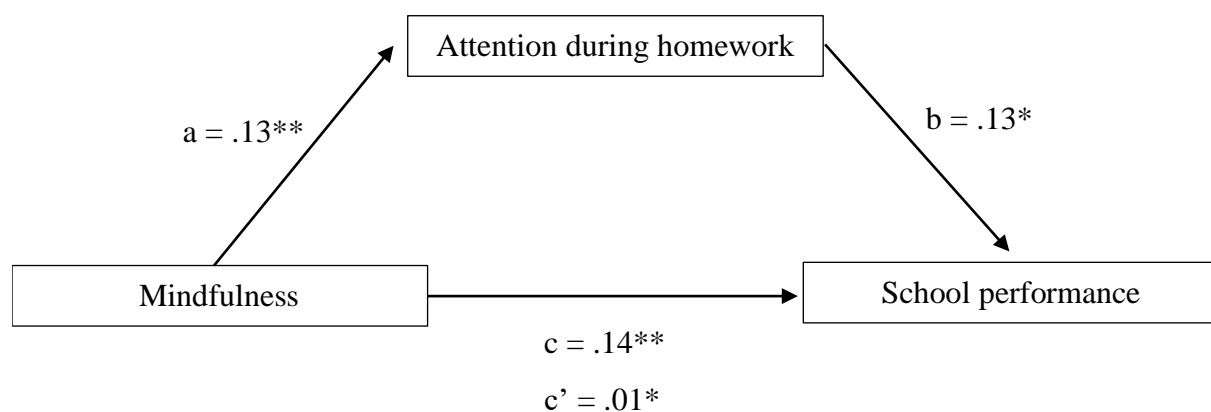 Attention during homework
a = .13**
b = .13*
Mindfulness
School performance
c = .14**
c’ = .01*